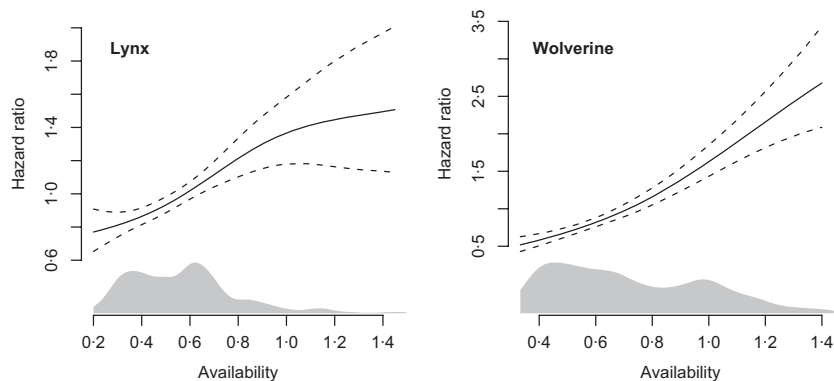 Lynx
Hazard ratio
0·6 1·0 1·4 1·8
0·2 0·4 0·6 0·8 1·0 1·2 1·4
Availability
Wolverine
Hazard ratio
0·5 1·5 2·5 3·5
0·4 0·6 0·8 1·0 1·2 1·4
Availability